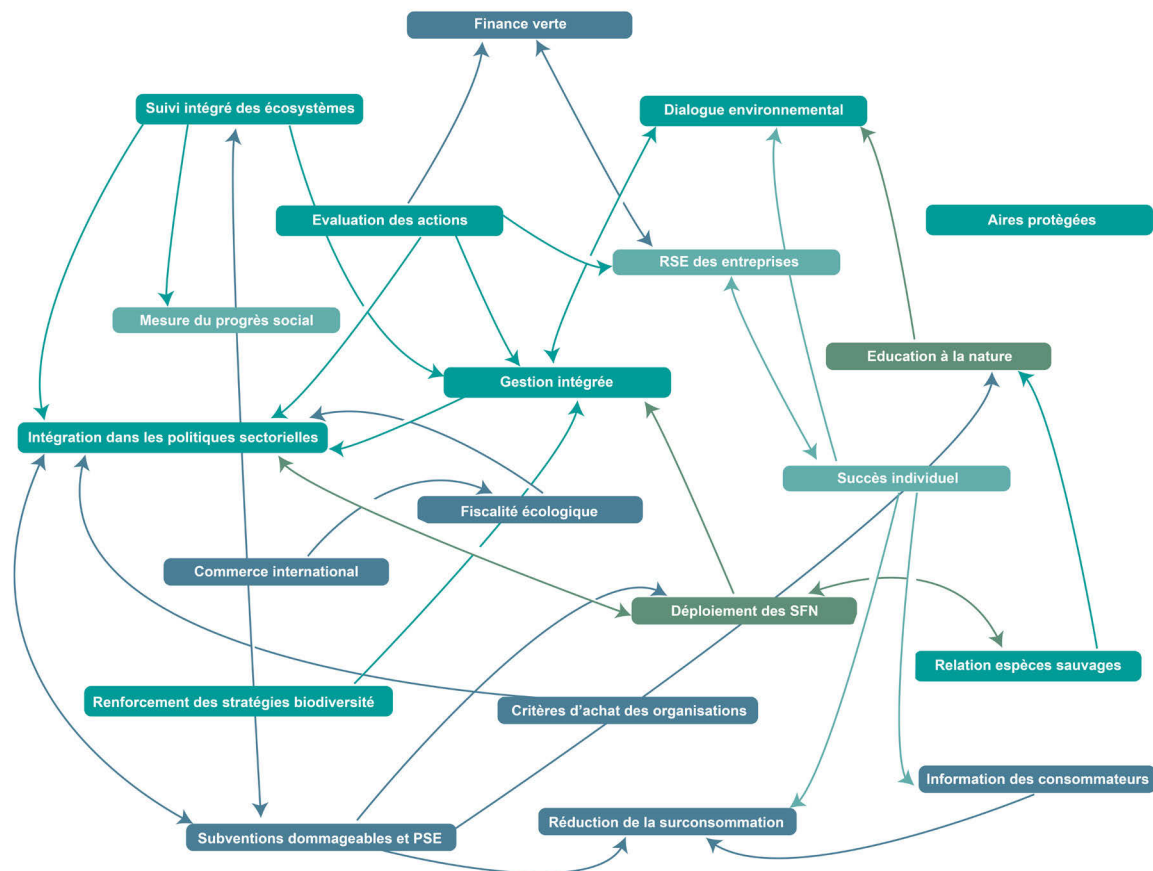 Finance verte
Suivi intégré des écosystèmes
Dialogue environnemental
Evaluation des actions
Aires protègées
RSE des entreprises
Mesure du progrès social
Education à la nature
Gestion intégrée
Intégration dans les politiques sectorielles
Succès individuel
Fiscalité écologique
Commerce international
Déploiement des SFN
Relation espèces sauvages
Renforcement des stratégies biodiversité
Critères d'achat des organisations
Information des consommateurs
Réduction de la surconsommation
Subventions dommageables et PSE